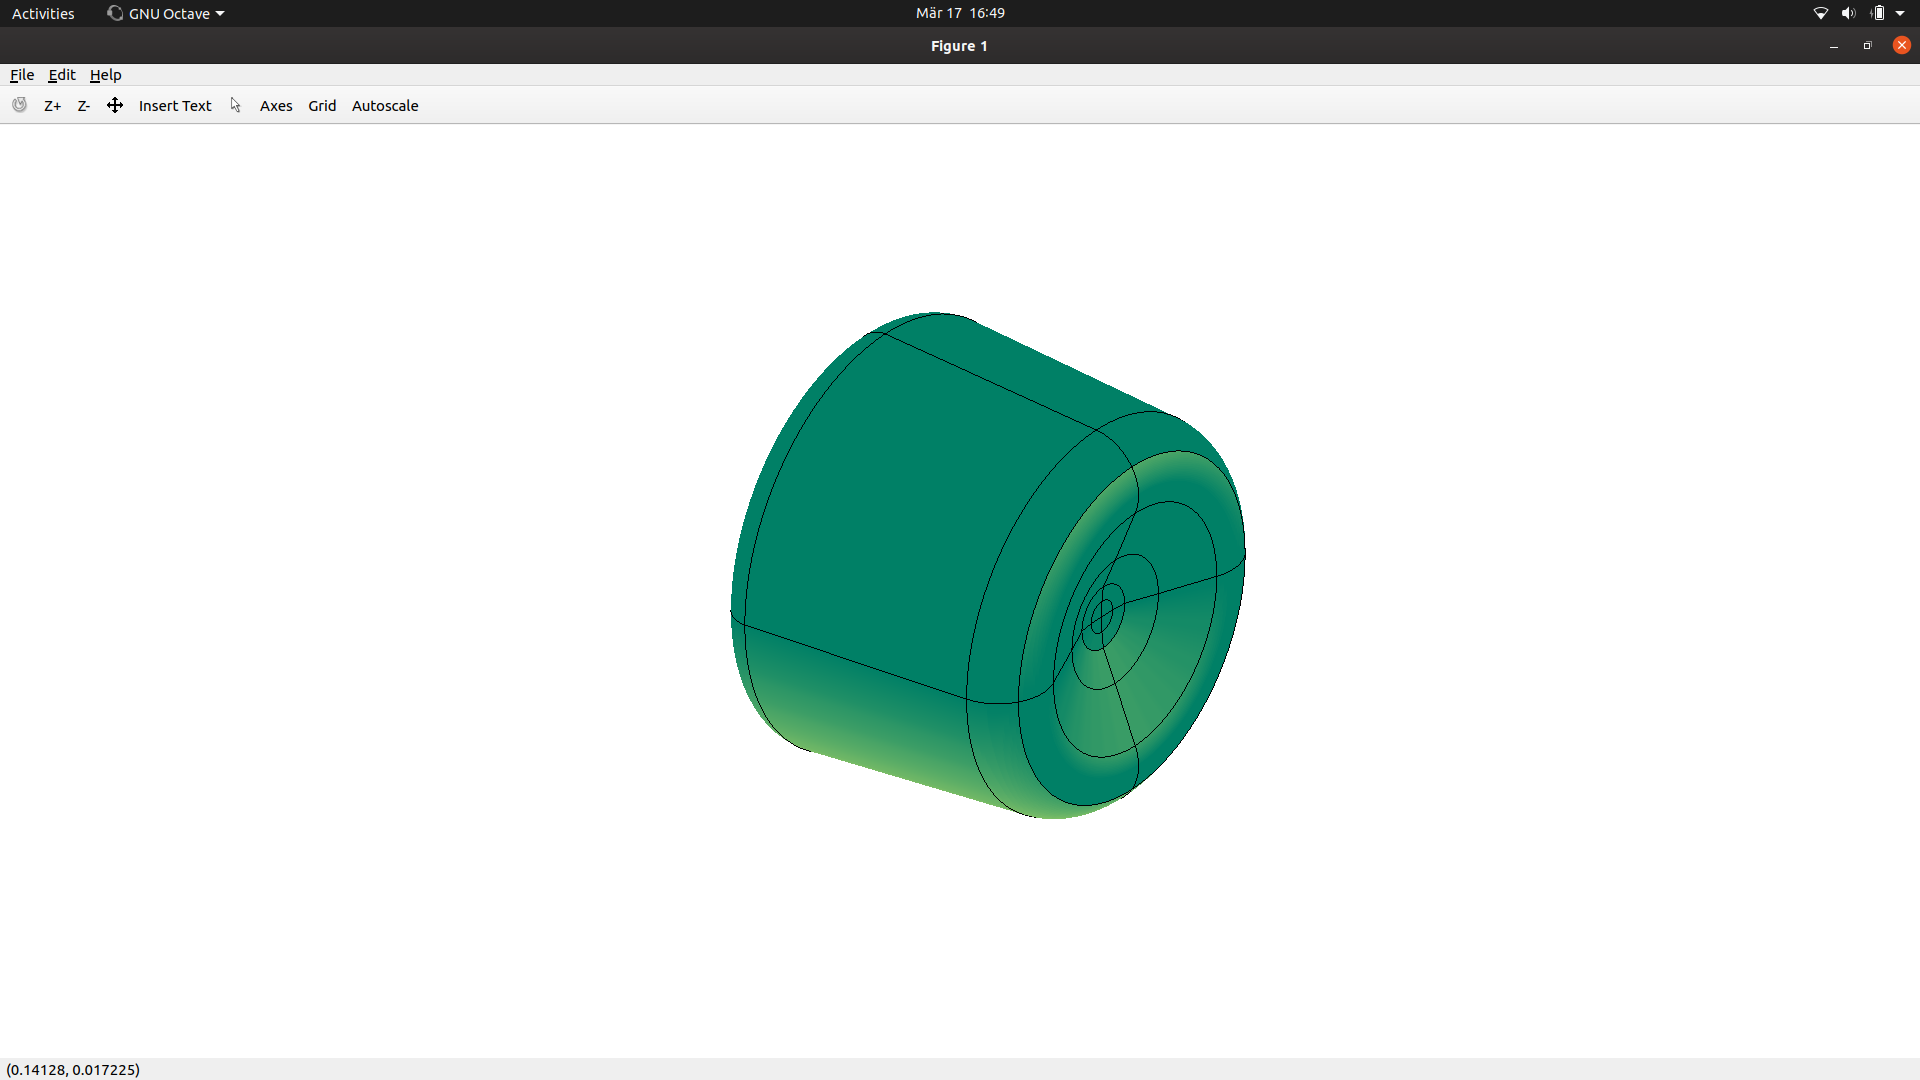 Activities GNU Octave Mär 17 16:49
Figure 1
File Edit Help
Z+ Z- Insert Text Axes Grid Autoscale
(0.14128, 0.017225)